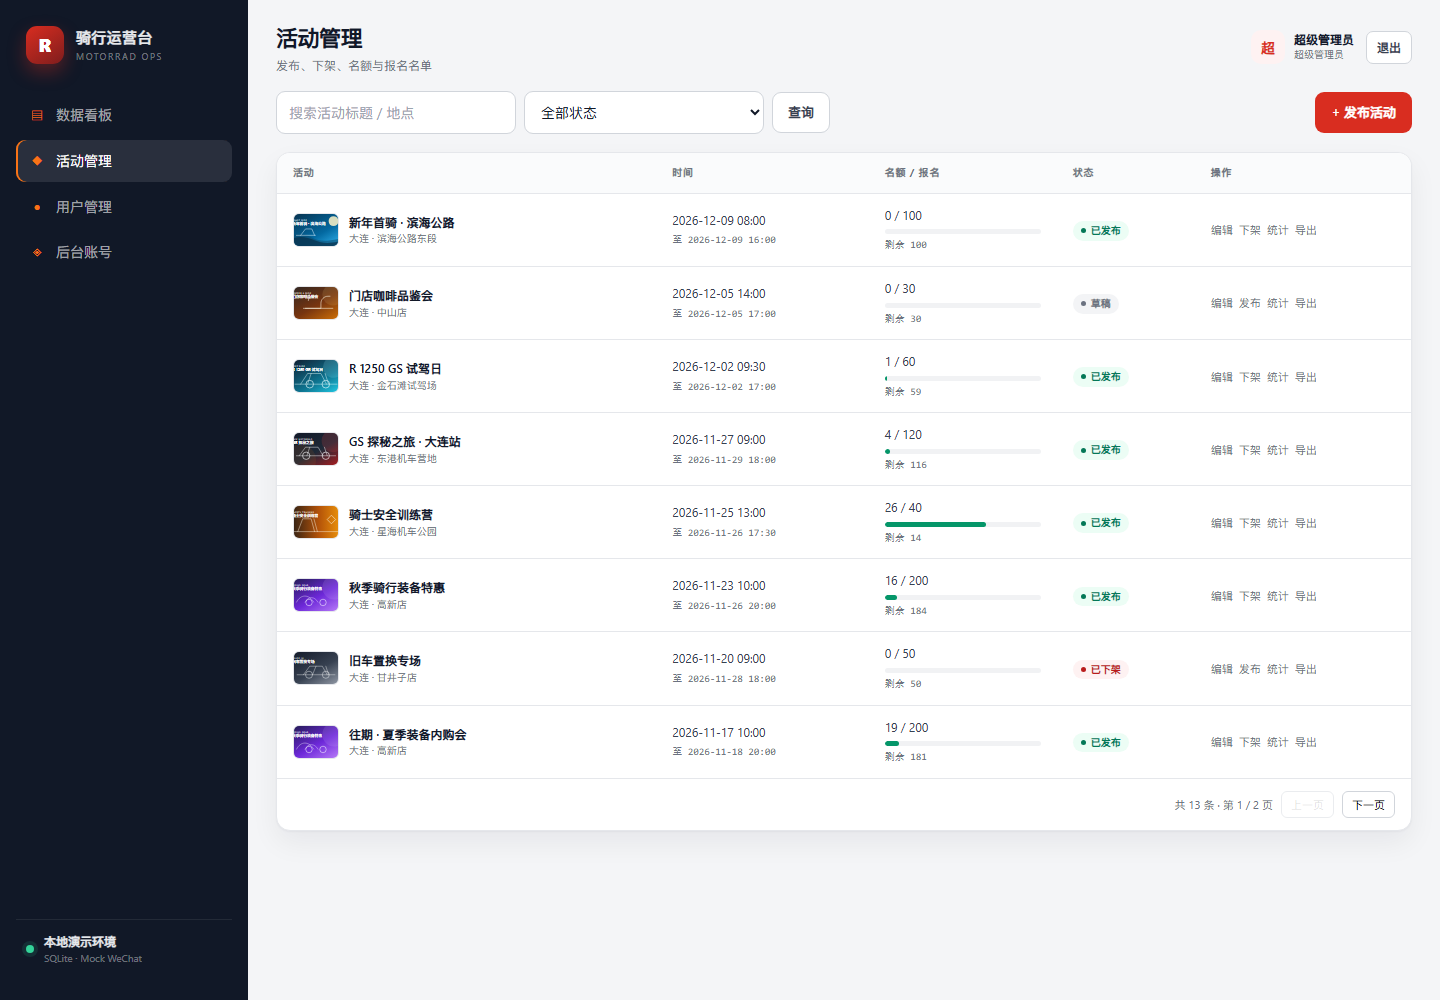 R
骑行运营台
MOTORRAD OPS
数据看板
活动管理
用户管理
后台账号
本地演示环境
SQLite · Mock WeChat
活动管理
发布、下架、名额与报名名单
超
超级管理员
超级管理员
退出
搜索活动标题 / 地点
全部状态
查询
+ 发布活动
活动 时间 名额 / 报名 状态 操作
新年首骑 · 滨海公路
大连 · 滨海公路东段
2026-12-09 08:00
至 2026-12-09 16:00
0 / 100
剩余 100
已发布
编辑 下架 统计 导出
门店咖啡品鉴会
大连 · 中山店
2026-12-05 14:00
至 2026-12-05 17:00
0 / 30
剩余 30
草稿
编辑 发布 统计 导出
R 1250 GS 试驾日
大连 · 金石滩试驾场
2026-12-02 09:30
至 2026-12-02 17:00
1 / 60
剩余 59
已发布
编辑 下架 统计 导出
GS 探秘之旅 · 大连站
大连 · 东港机车营地
2026-11-27 09:00
至 2026-11-29 18:00
4 / 120
剩余 116
已发布
编辑 下架 统计 导出
骑士安全训练营
大连 · 星海机车公园
2026-11-25 13:00
至 2026-11-26 17:30
26 / 40
剩余 14
已发布
编辑 下架 统计 导出
秋季骑行装备特惠
大连 · 高新店
2026-11-23 10:00
至 2026-11-26 20:00
16 / 200
剩余 184
已发布
编辑 下架 统计 导出
旧车置换专场
大连 · 甘井子店
2026-11-20 09:00
至 2026-11-28 18:00
0 / 50
剩余 50
已下架
编辑 发布 统计 导出
往期 · 夏季装备内购会
大连 · 高新店
2026-11-17 10:00
至 2026-11-18 20:00
19 / 200
剩余 181
已发布
编辑 下架 统计 导出
共 13 条 · 第 1 / 2 页
上一页
下一页